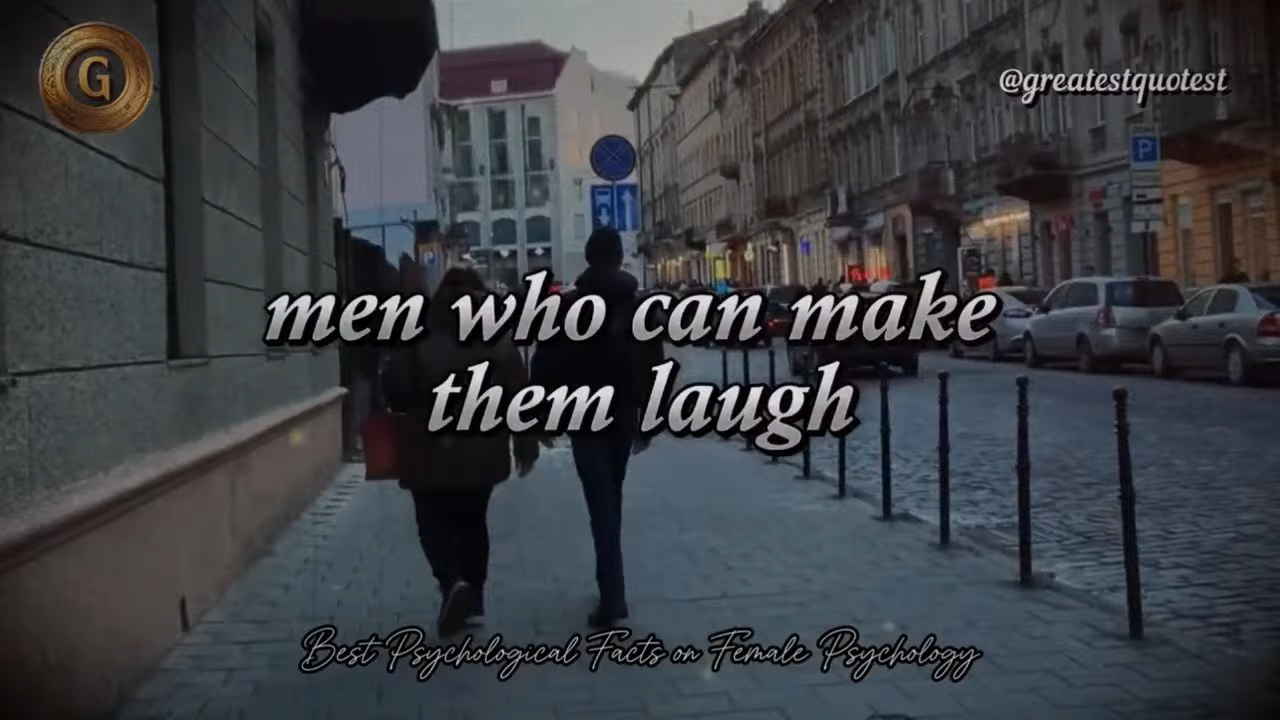 G
@greatestquotest
P
men who can make
them laugh
Best Psychological Facts on Female Psychology